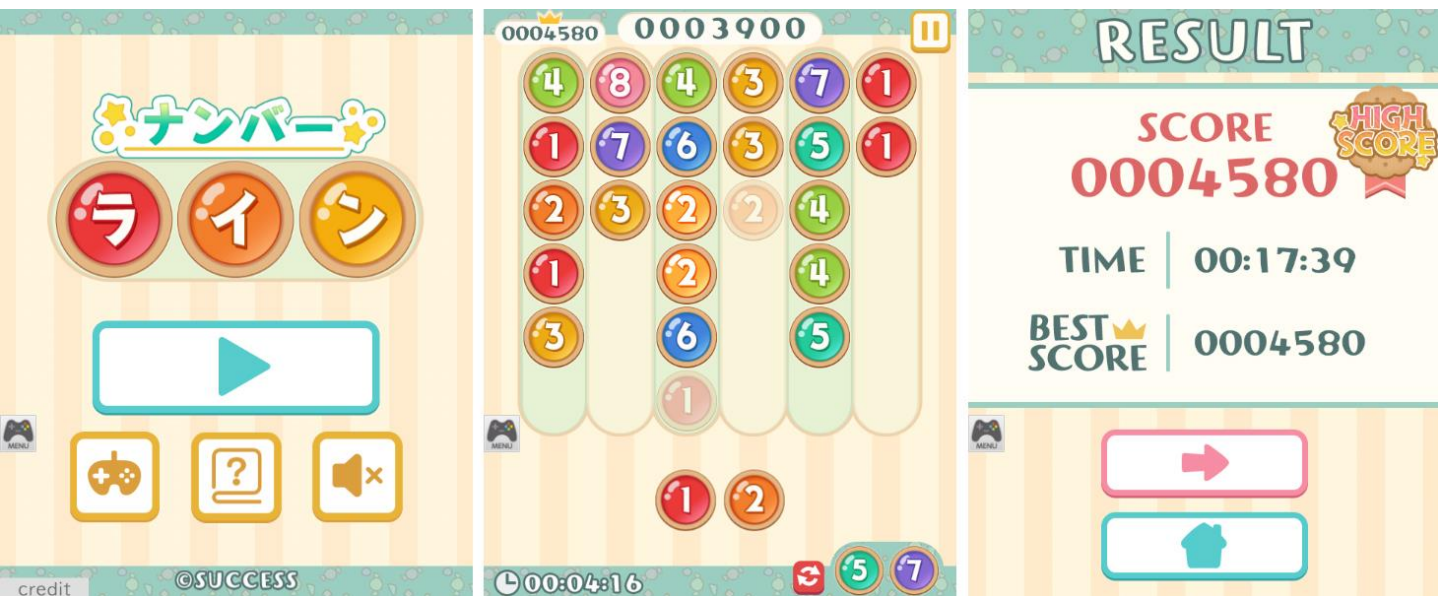 ナンバー
ライン
MENU
credit
©SUCCESS
0004580
0003900
4 8 4 3 7 1
1 7 6 3 5 1
2 3 2 2 4
1 2 4
3 6 5
1
MENU
1 2
00:04:16
5 7
RESULT
SCORE
0004580
HIGH
SCORE
TIME
00:17:39
BEST
SCORE
0004580
MENU